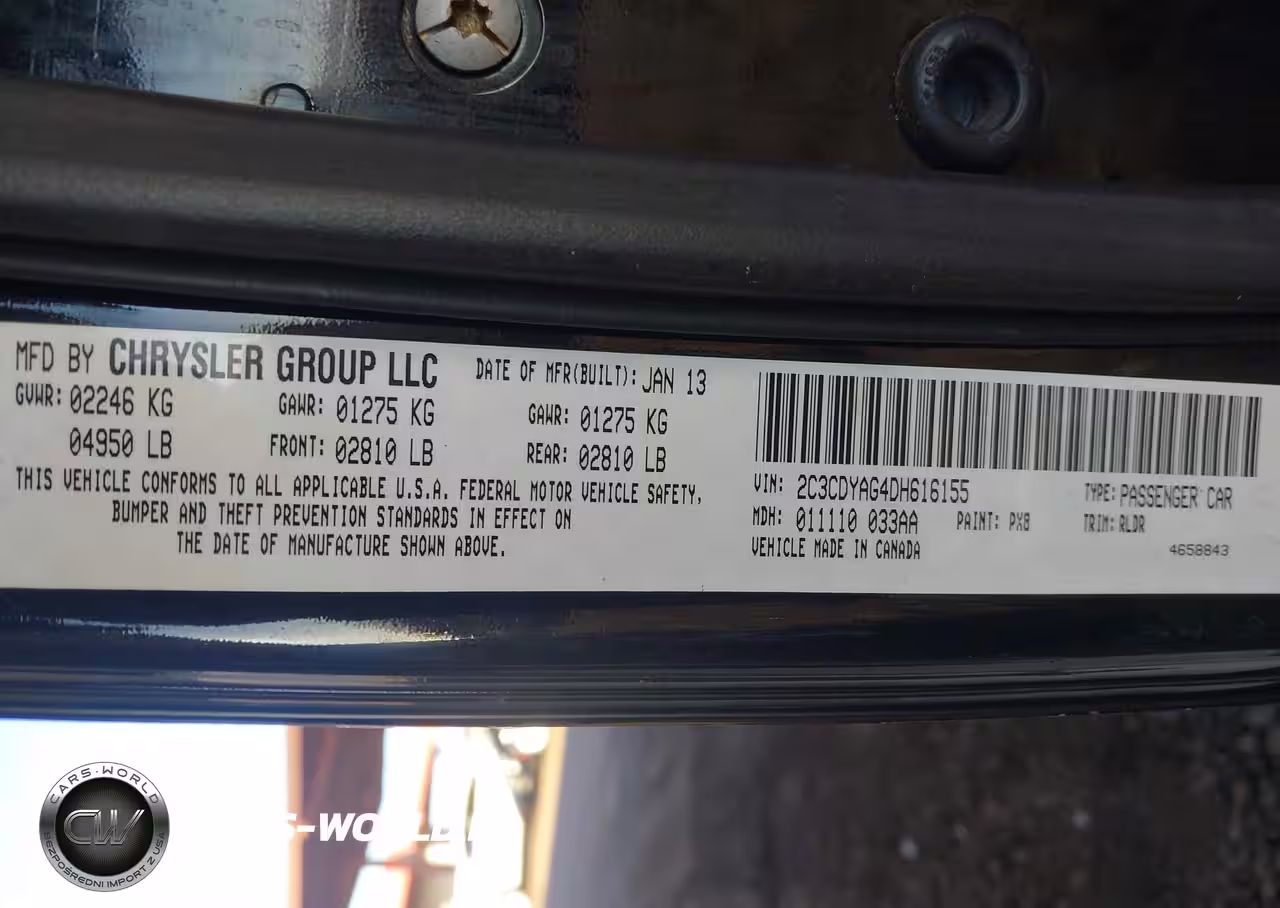 MFD BY CHRYSLER GROUP LLC DATE OF MFR(BUILT): JAN 13
GVWR: 02246 KG GAWR: 01275 KG GAWR: 01275 KG
04950 LB FRONT: 02810 LB REAR: 02810 LB
THIS VEHICLE CONFORMS TO ALL APPLICABLE U.S.A. FEDERAL MOTOR VEHICLE SAFETY,
BUMPER AND THEFT PREVENTION STANDARDS IN EFFECT ON
THE DATE OF MANUFACTURE SHOWN ABOVE.
VIN: 2C3CDYAG4DH616155 TYPE: PASSENGER CAR
MDH: 011110 033AA PAINT: PX8 TRIM: RLDR
VEHICLE MADE IN CANADA 4658843
CARS-WORLD
CW
BEZPOŚREDNI IMPORT Z USA